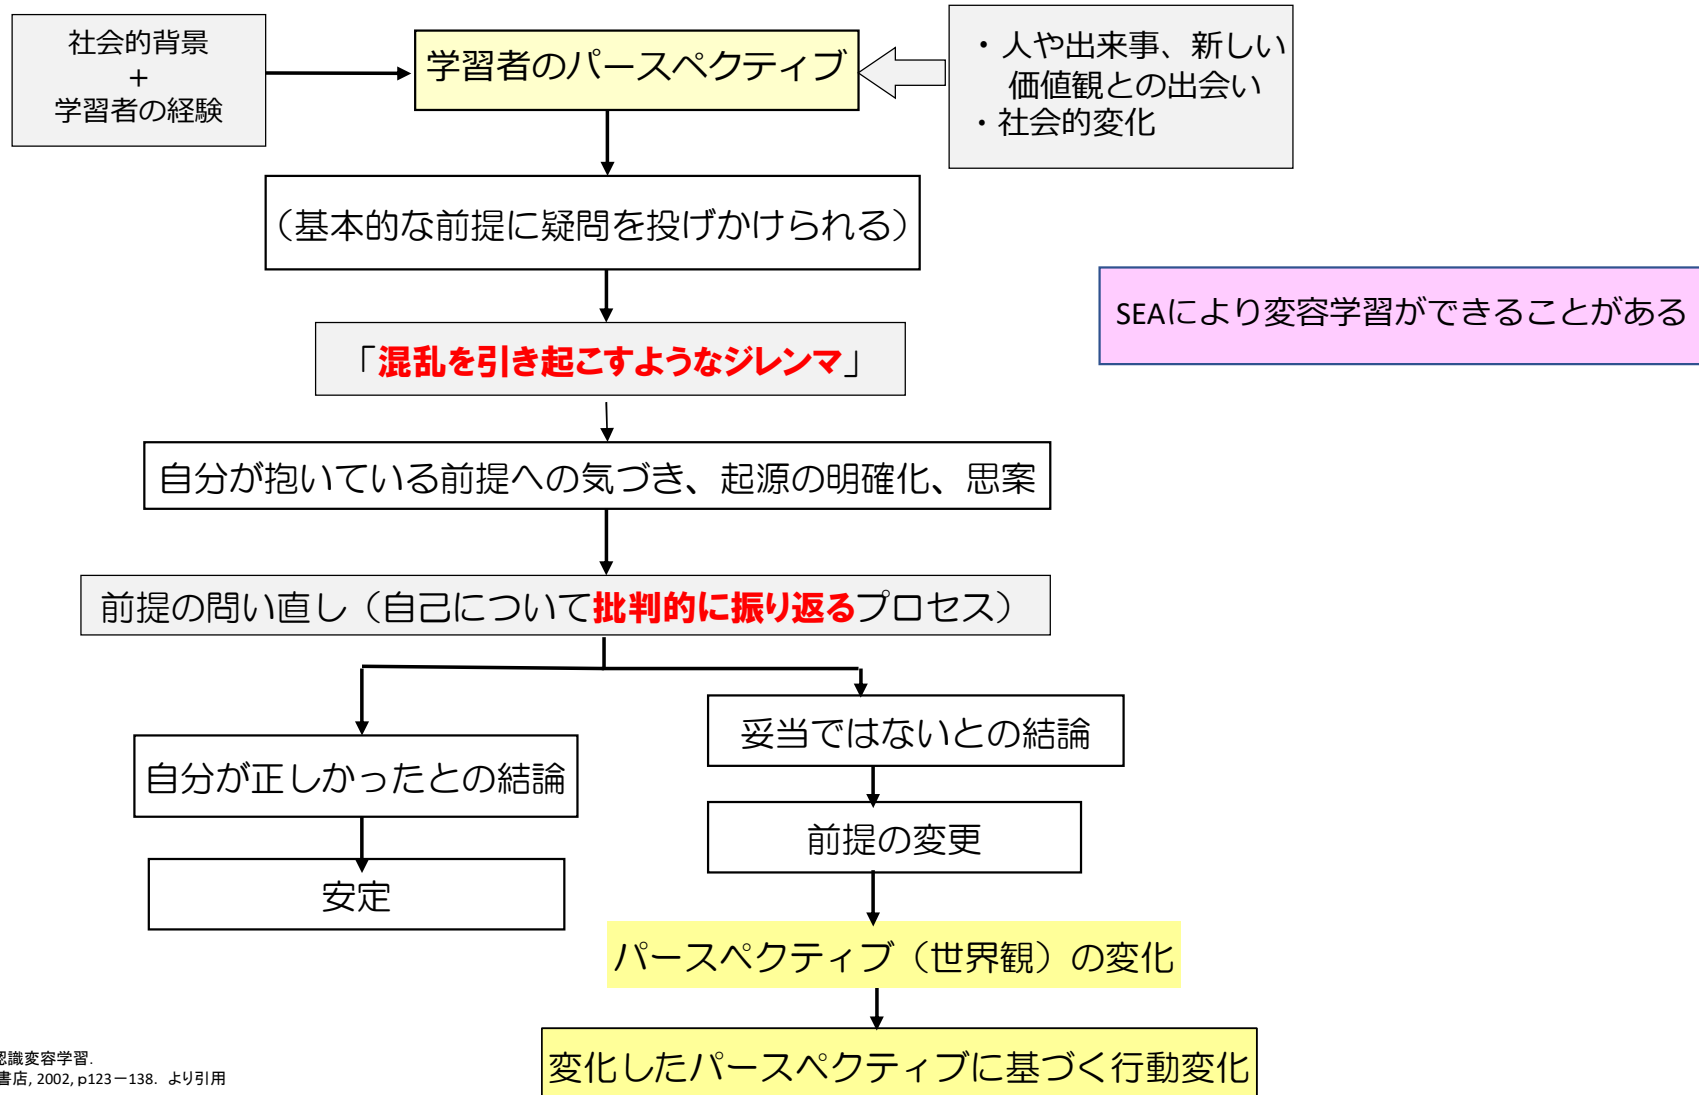 社会的背景
+
学習者の経験
学習者のパースペクティブ
・人や出来事、新しい
価値観との出会い
・社会的変化
（基本的な前提に疑問を投げかけられる）
SEAにより変容学習ができることがある
「混乱を引き起こすようなジレンマ」
自分が抱いている前提への気づき、起源の明確化、思案
前提の問い直し（自己について批判的に振り返るプロセス）
妥当ではないとの結論
自分が正しかったとの結論
前提の変更
安定
パースペクティブ（世界観）の変化
変化したパースペクティブに基づく行動変化
認識変容学習.
書店, 2002, p123－138. より引用